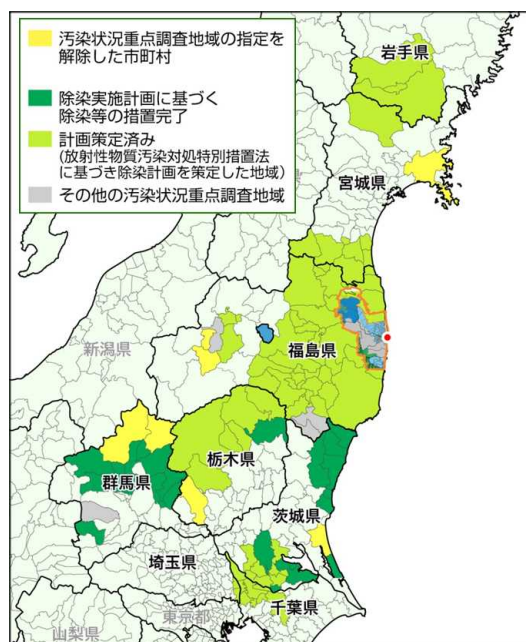 汚染状況重点調査地域の指定を
解除した市町村
除染実施計画に基づく
除染等の措置完了
計画策定済み
(放射性物質汚染対処特別措置法
に基づき除染計画を策定した地域)
その他の汚染状況重点調査地域
岩手県
宮城県
新潟県
福島県
栃木県
群馬県
茨城県
埼玉県
東京都
千葉県
山梨県